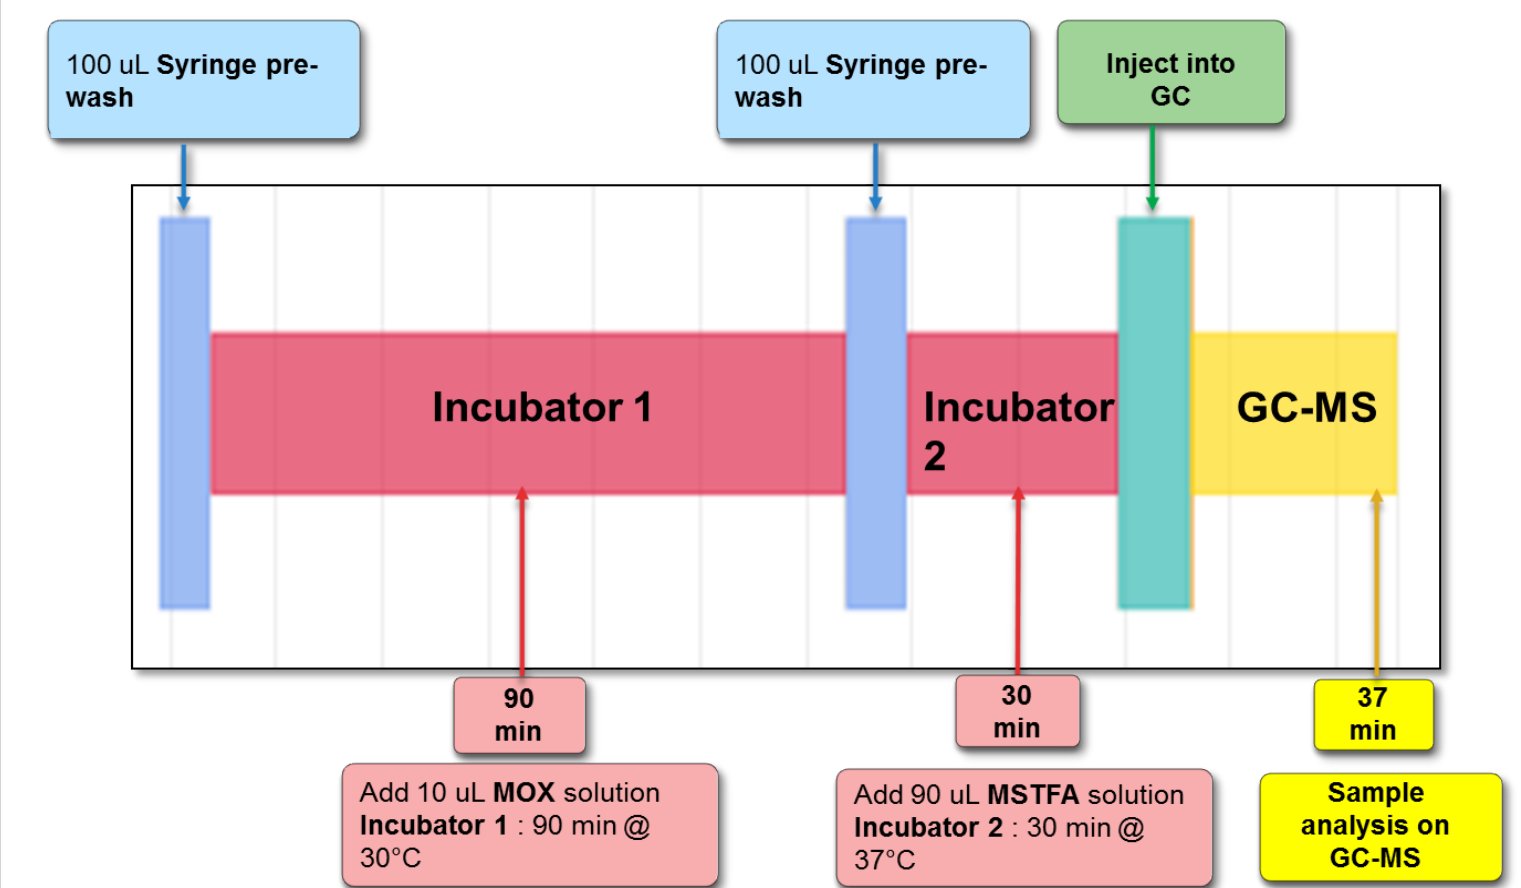 100 uL Syringe pre-
wash
100 uL Syringe pre-
wash
Inject into
GC
Incubator 1
Incubator
2
GC-MS
90
min
30
min
37
min
Add 10 uL MOX solution
Incubator 1 : 90 min @
30°C
Add 90 uL MSTFA solution
Incubator 2 : 30 min @
37°C
Sample
analysis on
GC-MS